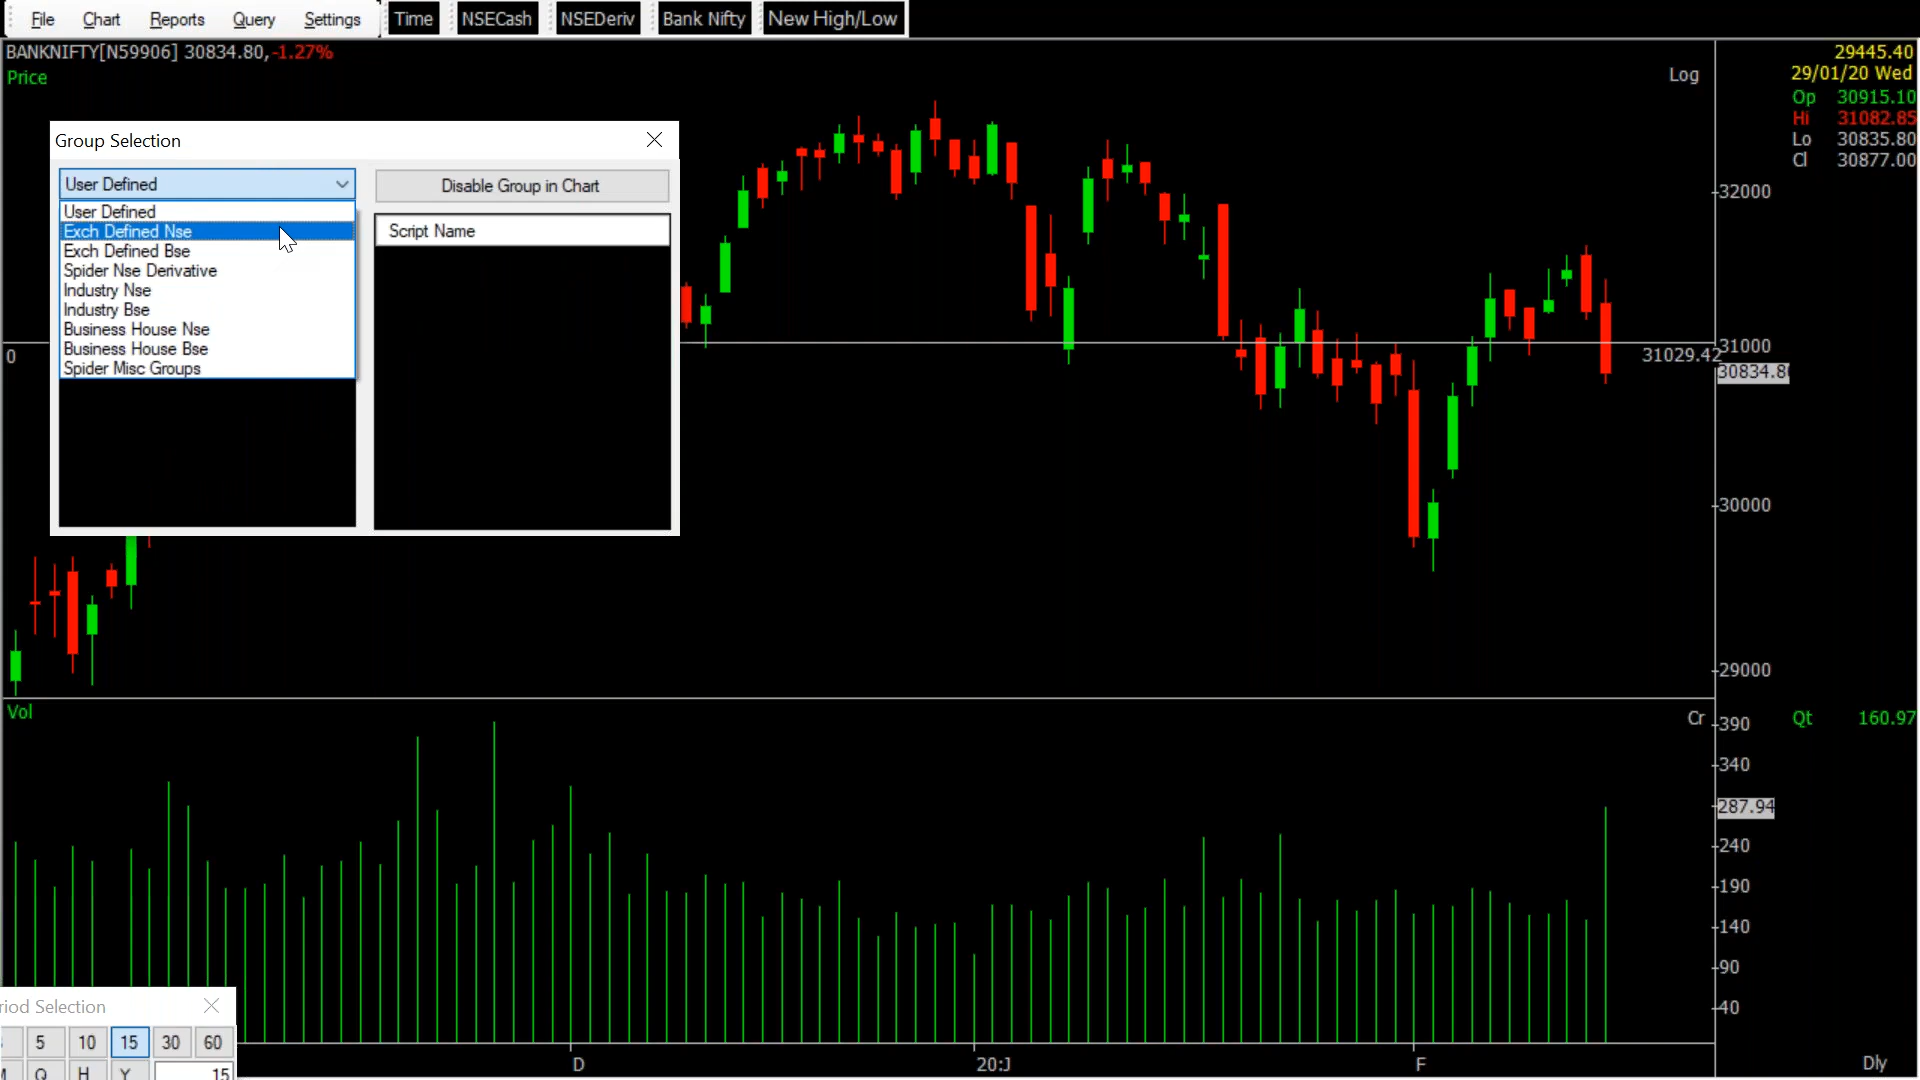 File Chart Reports Query Settings Time NSECash NSEDeriv Bank Nifty New High/Low
BANKNIFTY[N59906] 30834.80,-1.27%
Price
Log
29445.40
29/01/20 Wed
Op 30915.10
Hi 31082.85
Lo 30835.80
Cl 30877.00
Group Selection
User Defined
Disable Group in Chart
User Defined
Exch Defined Nse
Exch Defined Bse
Spider Nse Derivative
Industry Nse
Industry Bse
Business House Nse
Business House Bse
Spider Misc Groups
Script Name
32000
0
31029.42
31000
30834.8
30000
29000
Vol
Cr
390
Qt 160.97
340
287.94
240
190
140
90
40
riod Selection
5 10 15 30 60
Q H Y 15
D 20:J F Dly